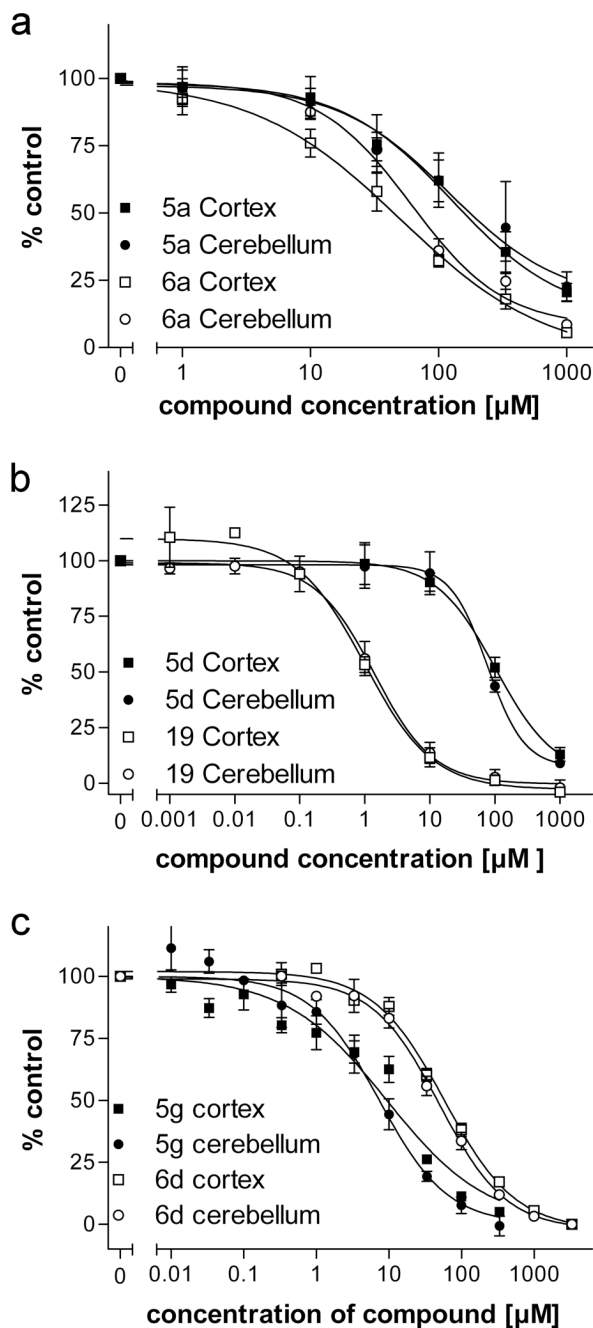 a
100
75
50
25
0
% control
5a Cortex
5a Cerebellum
6a Cortex
6a Cerebellum
0 1 10 100 1000
compound concentration [µM]
b
125
100
75
50
25
0
% control
5d Cortex
5d Cerebellum
19 Cortex
19 Cerebellum
0 0.001 0.01 0.1 1 10 100 1000
compound concentration [µM ]
c
100
75
50
25
0
% control
5g cortex
5g cerebellum
6d cortex
6d cerebellum
0 0.01 0.1 1 10 100 1000
concentration of compound [µM]